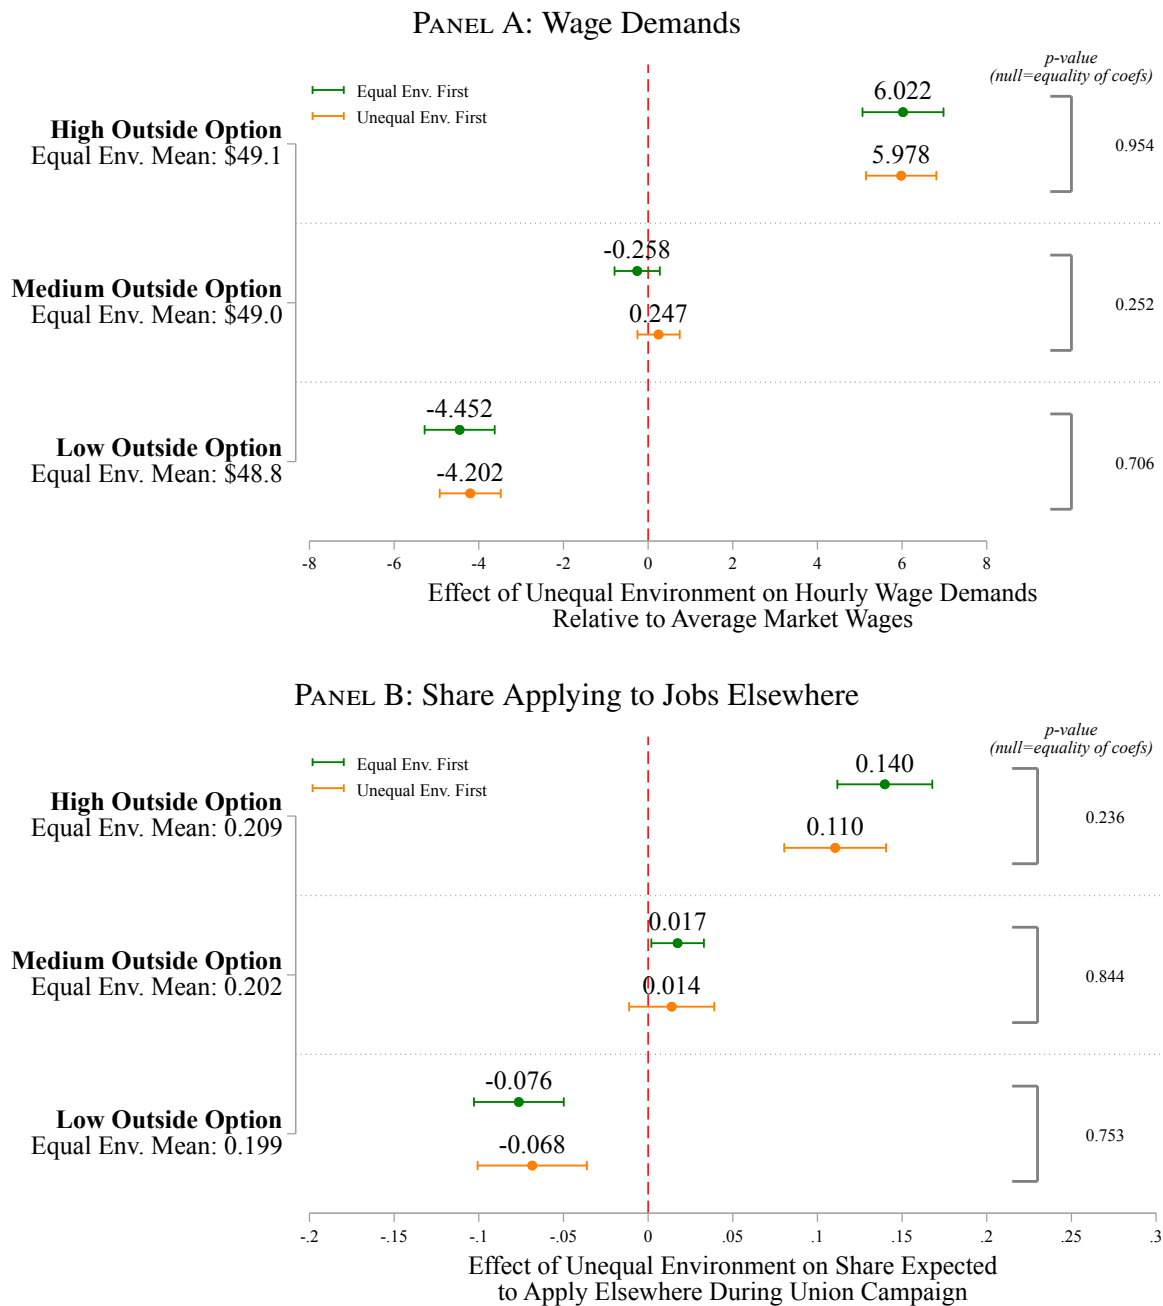 PANEL A: Wage Demands
p-value
(null=equality of coefs)
Equal Env. First
Unequal Env. First
High Outside Option
Equal Env. Mean: $49.1
6.022
5.978
0.954
Medium Outside Option
Equal Env. Mean: $49.0
-0.258
0.247
0.252
Low Outside Option
Equal Env. Mean: $48.8
-4.452
-4.202
0.706
-8 -6 -4 -2 0 2 4 6 8
Effect of Unequal Environment on Hourly Wage Demands
Relative to Average Market Wages
PANEL B: Share Applying to Jobs Elsewhere
p-value
(null=equality of coefs)
Equal Env. First
Unequal Env. First
High Outside Option
Equal Env. Mean: 0.209
0.140
0.110
0.236
Medium Outside Option
Equal Env. Mean: 0.202
0.017
0.014
0.844
Low Outside Option
Equal Env. Mean: 0.199
-0.076
-0.068
0.753
-.2 -.15 -.1 -.05 0 .05 .1 .15 .2 .25 .3
Effect of Unequal Environment on Share Expected
to Apply Elsewhere During Union Campaign